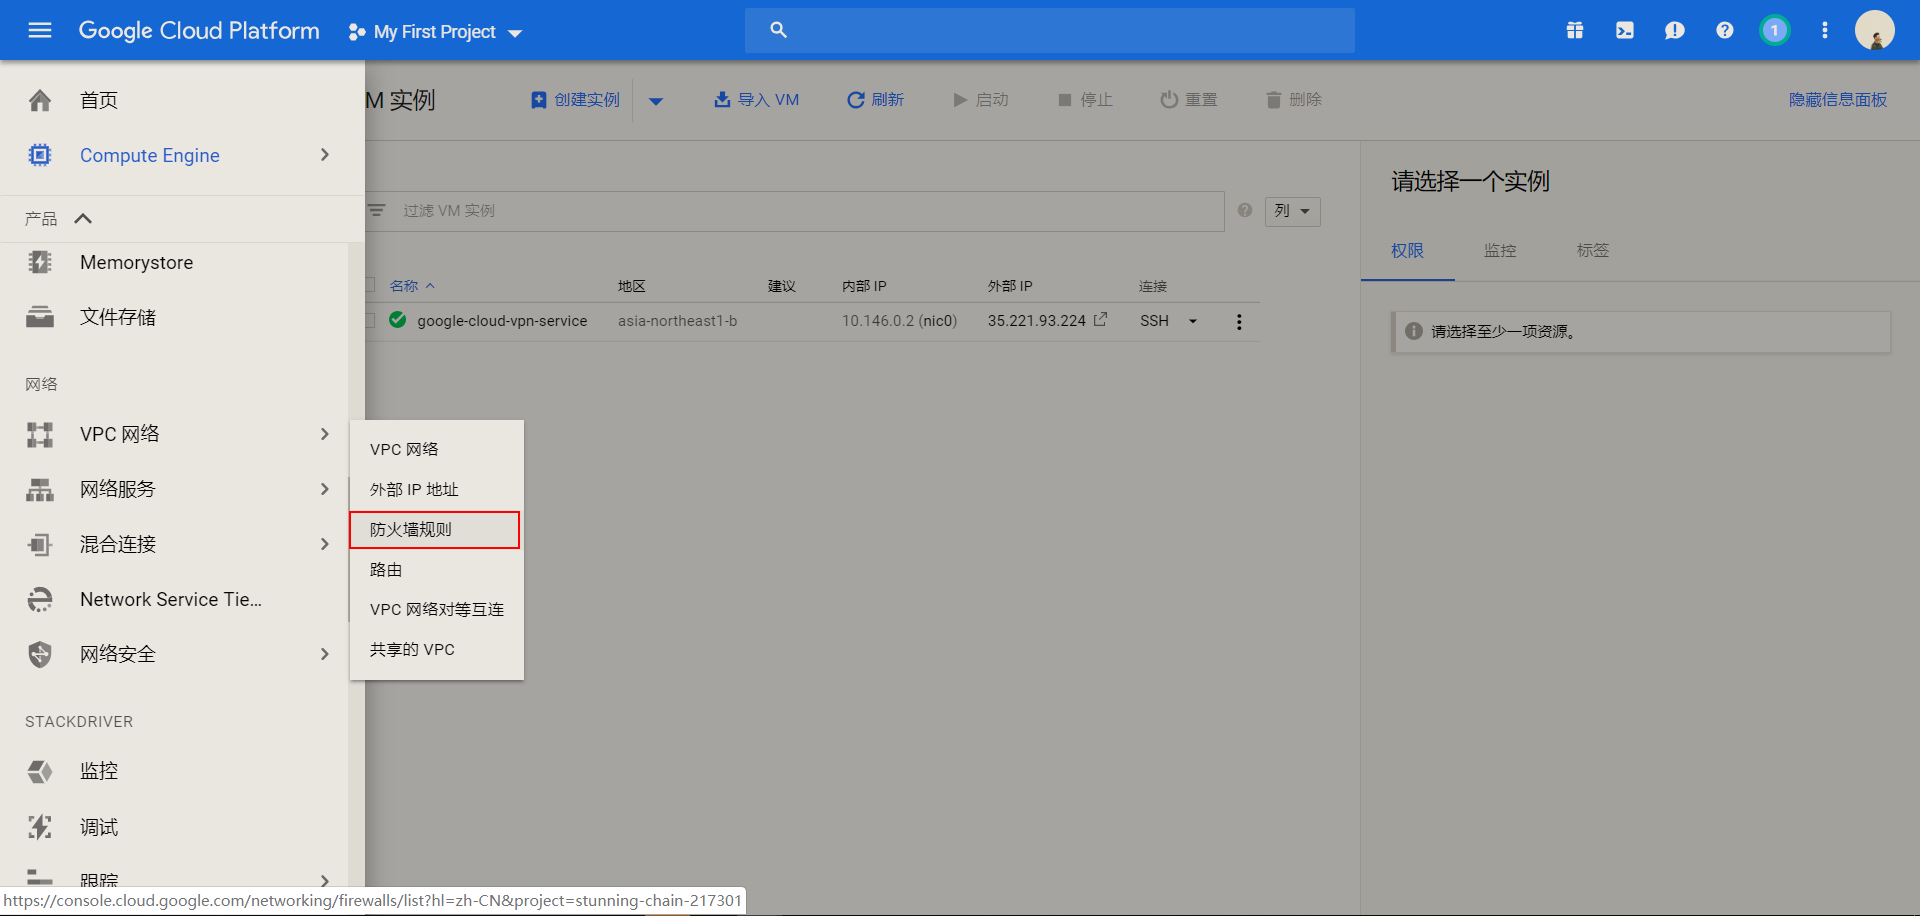 Google Cloud Platform
My First Project
1
首页
Compute Engine
产品
Memorystore
文件存储
网络
VPC 网络
网络服务
混合连接
Network Service Tie...
网络安全
STACKDRIVER
监控
调试
跟踪
VPC 网络
外部 IP 地址
防火墙规则
路由
VPC 网络对等互连
共享的 VPC
M 实例
创建实例
导入 VM
刷新
启动
停止
重置
删除
隐藏信息面板
过滤 VM 实例
列
名称 地区 建议 内部 IP 外部 IP 连接
google-cloud-vpn-service asia-northeast1-b 10.146.0.2 (nic0) 35.221.93.224 SSH
请选择一个实例
权限 监控 标签
请选择至少一项资源。
https://console.cloud.google.com/networking/firewalls/list?hl=zh-CN&project=stunning-chain-217301